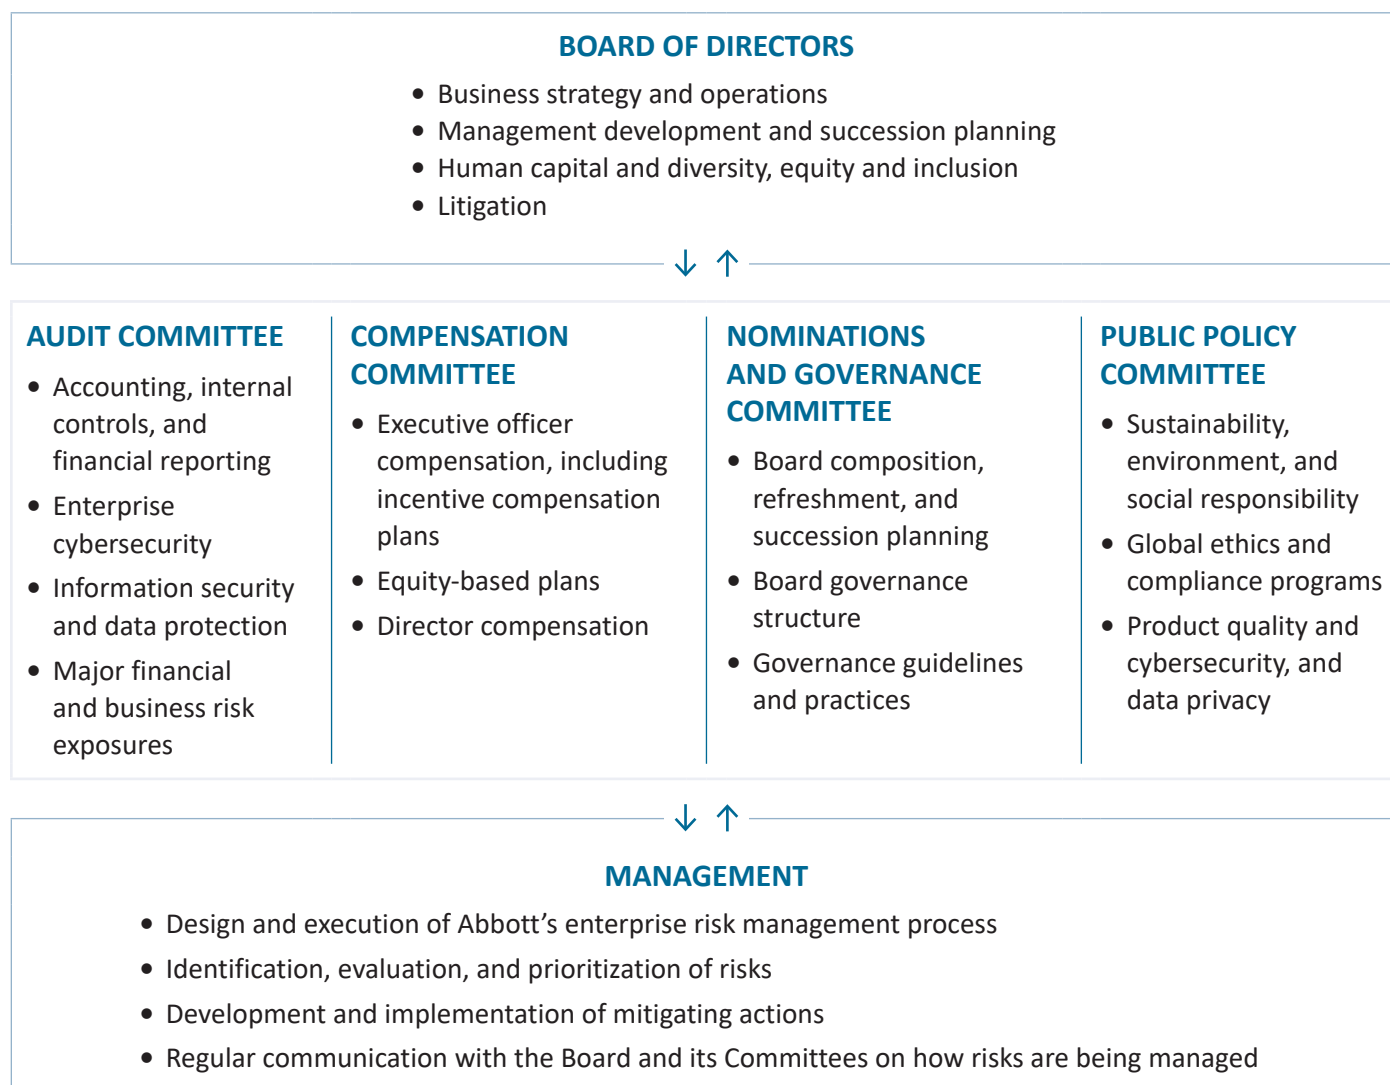 BOARD OF DIRECTORS
• Business strategy and operations
• Management development and succession planning
• Human capital and diversity, equity and inclusion
• Litigation
AUDIT COMMITTEE
• Accounting, internal
controls, and
financial reporting
• Enterprise
cybersecurity
• Information security
and data protection
• Major financial
and business risk
exposures
COMPENSATION
COMMITTEE
• Executive officer
compensation, including
incentive compensation
plans
• Equity-based plans
• Director compensation
NOMINATIONS
AND GOVERNANCE
COMMITTEE
• Board composition,
refreshment, and
succession planning
• Board governance
structure
• Governance guidelines
and practices
PUBLIC POLICY
COMMITTEE
• Sustainability,
environment, and
social responsibility
• Global ethics and
compliance programs
• Product quality and
cybersecurity, and
data privacy
MANAGEMENT
• Design and execution of Abbott’s enterprise risk management process
• Identification, evaluation, and prioritization of risks
• Development and implementation of mitigating actions
• Regular communication with the Board and its Committees on how risks are being managed